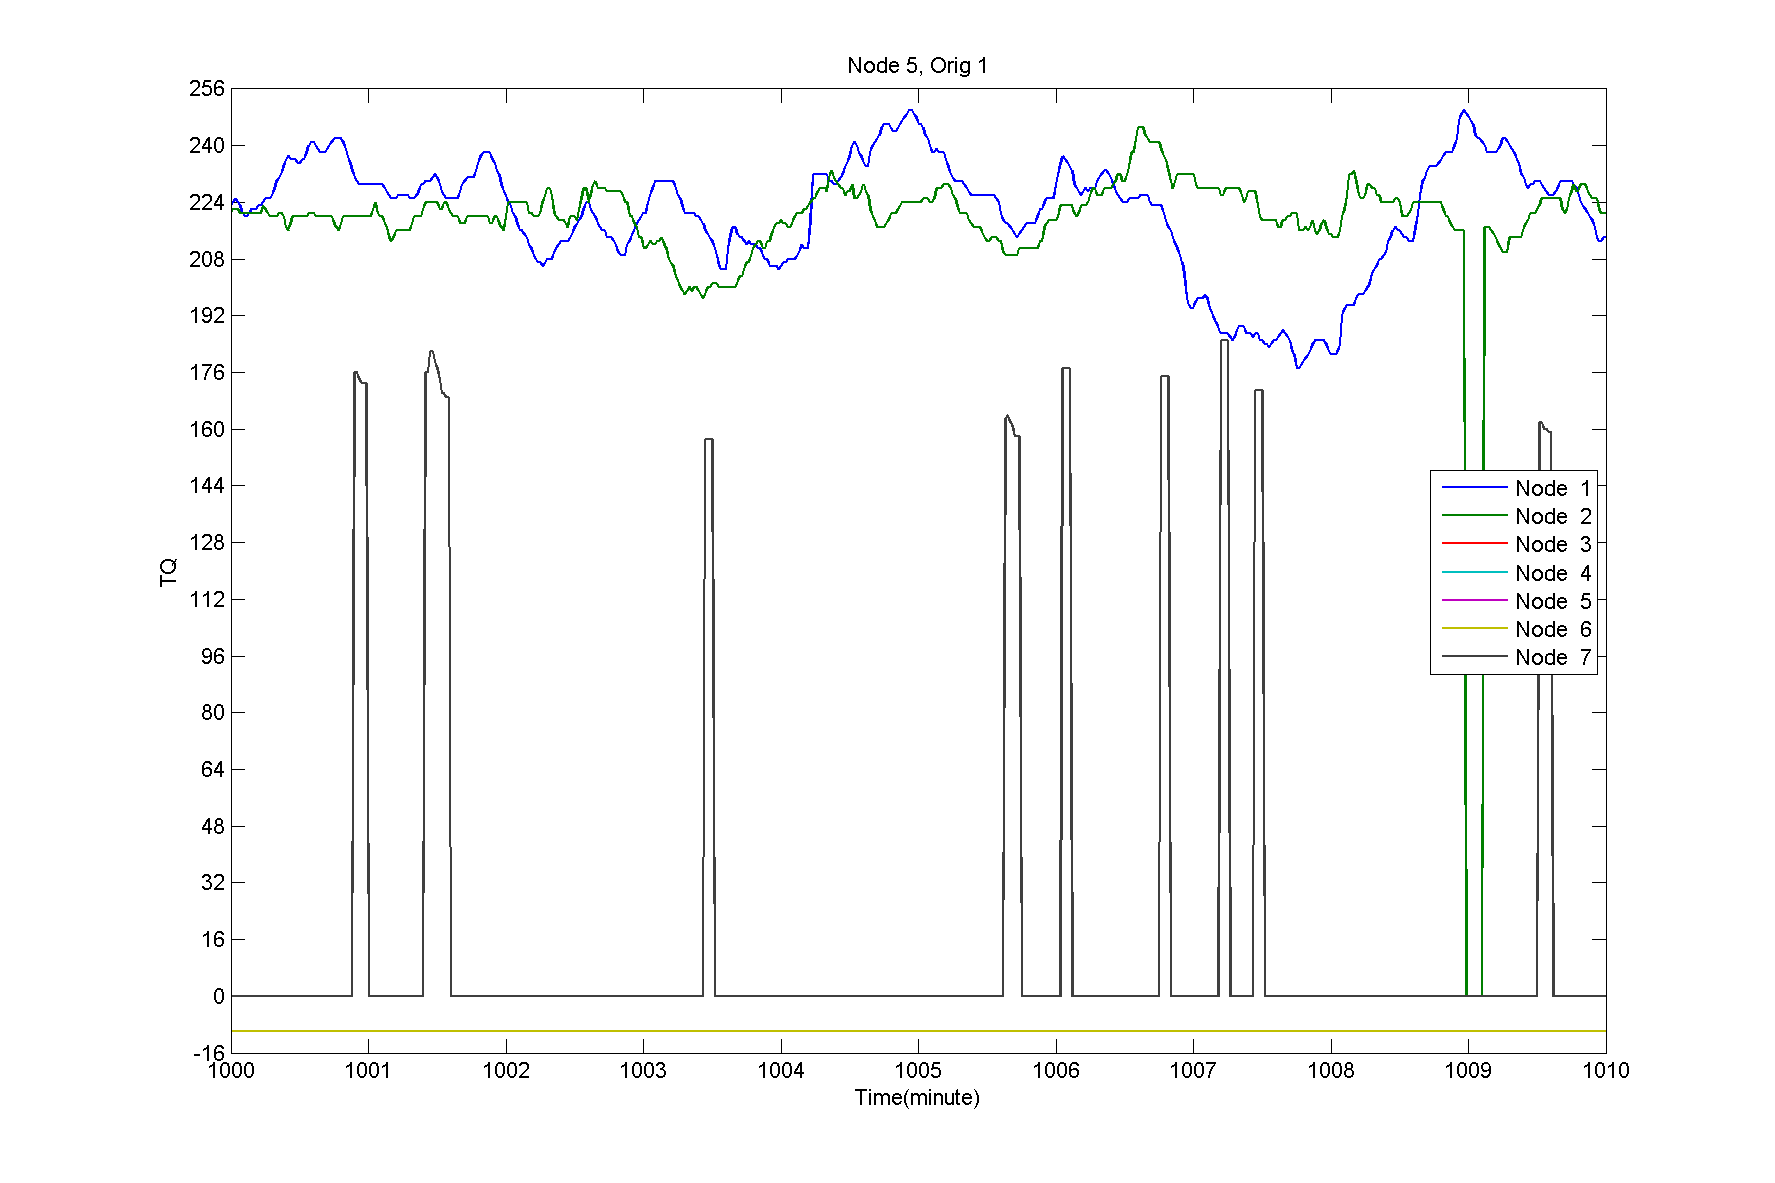 Node 5, Orig 1
256
240
224
208
192
176
160
144
128
112
96
80
64
48
32
16
0
-16
TQ
Node 1
Node 2
Node 3
Node 4
Node 5
Node 6
Node 7
1000 1001 1002 1003 1004 1005 1006 1007 1008 1009 1010
Time(minute)